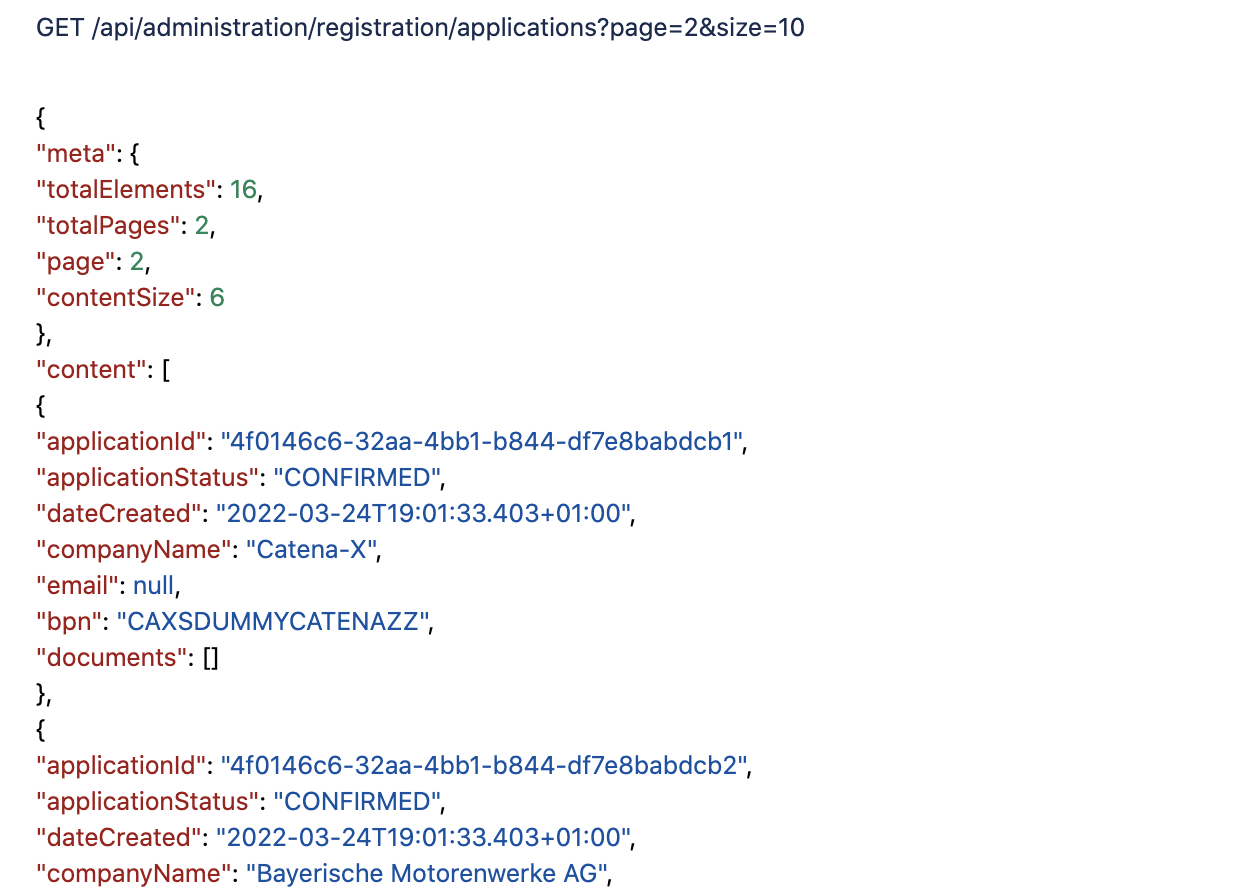 GET /api/administration/registration/applications?page=2&size=10
{
"meta": {
"totalElements": 16,
"totalPages": 2,
"page": 2,
"contentSize": 6
},
"content": [
{
"applicationId": "4f0146c6-32aa-4bb1-b844-df7e8babdcb1",
"applicationStatus": "CONFIRMED",
"dateCreated": "2022-03-24T19:01:33.403+01:00",
"companyName": "Catena-X",
"email": null,
"bpn": "CAXSDUMMYCATENAZZ",
"documents": []
},
{
"applicationId": "4f0146c6-32aa-4bb1-b844-df7e8babdcb2",
"applicationStatus": "CONFIRMED",
"dateCreated": "2022-03-24T19:01:33.403+01:00",
"companyName": "Bayerische Motorenwerke AG",